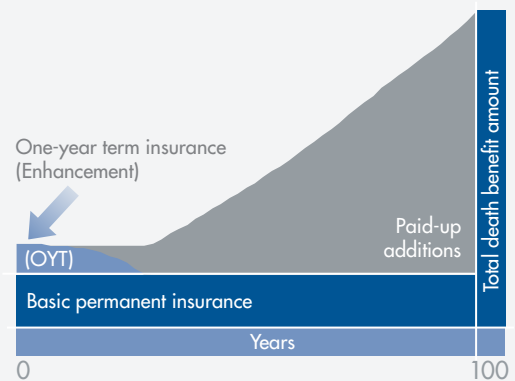 One-year term insurance
(Enhancement)
(OYT)
Paid-up
additions
Total death benefit amount
Basic permanent insurance
Years
0
100